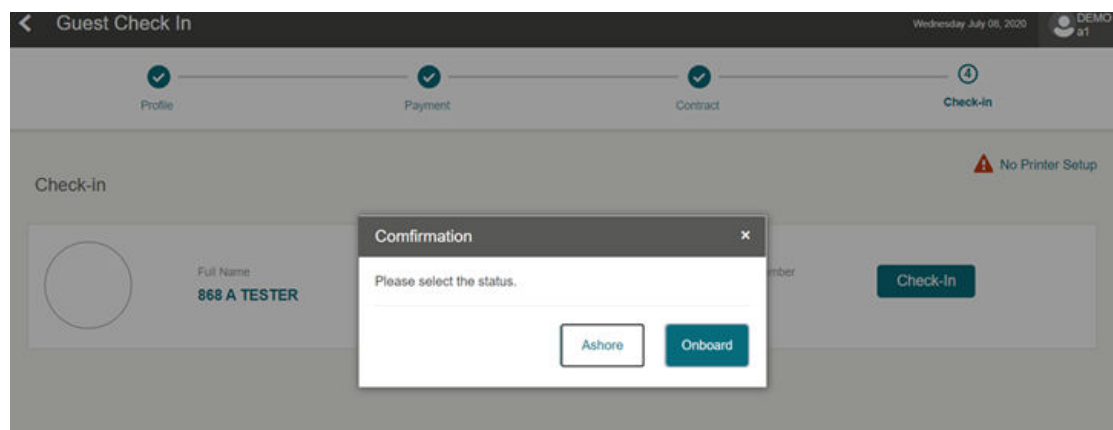 Guest Check In
Wednesday July 08, 2020
DEMO
a1
4
Profile
Payment
Contract
Check-in
No Printer Setup
Check-in
Comfirmation
×
Full Name
868 A TESTER
Please select the status.
mber
Check-In
Ashore
Onboard